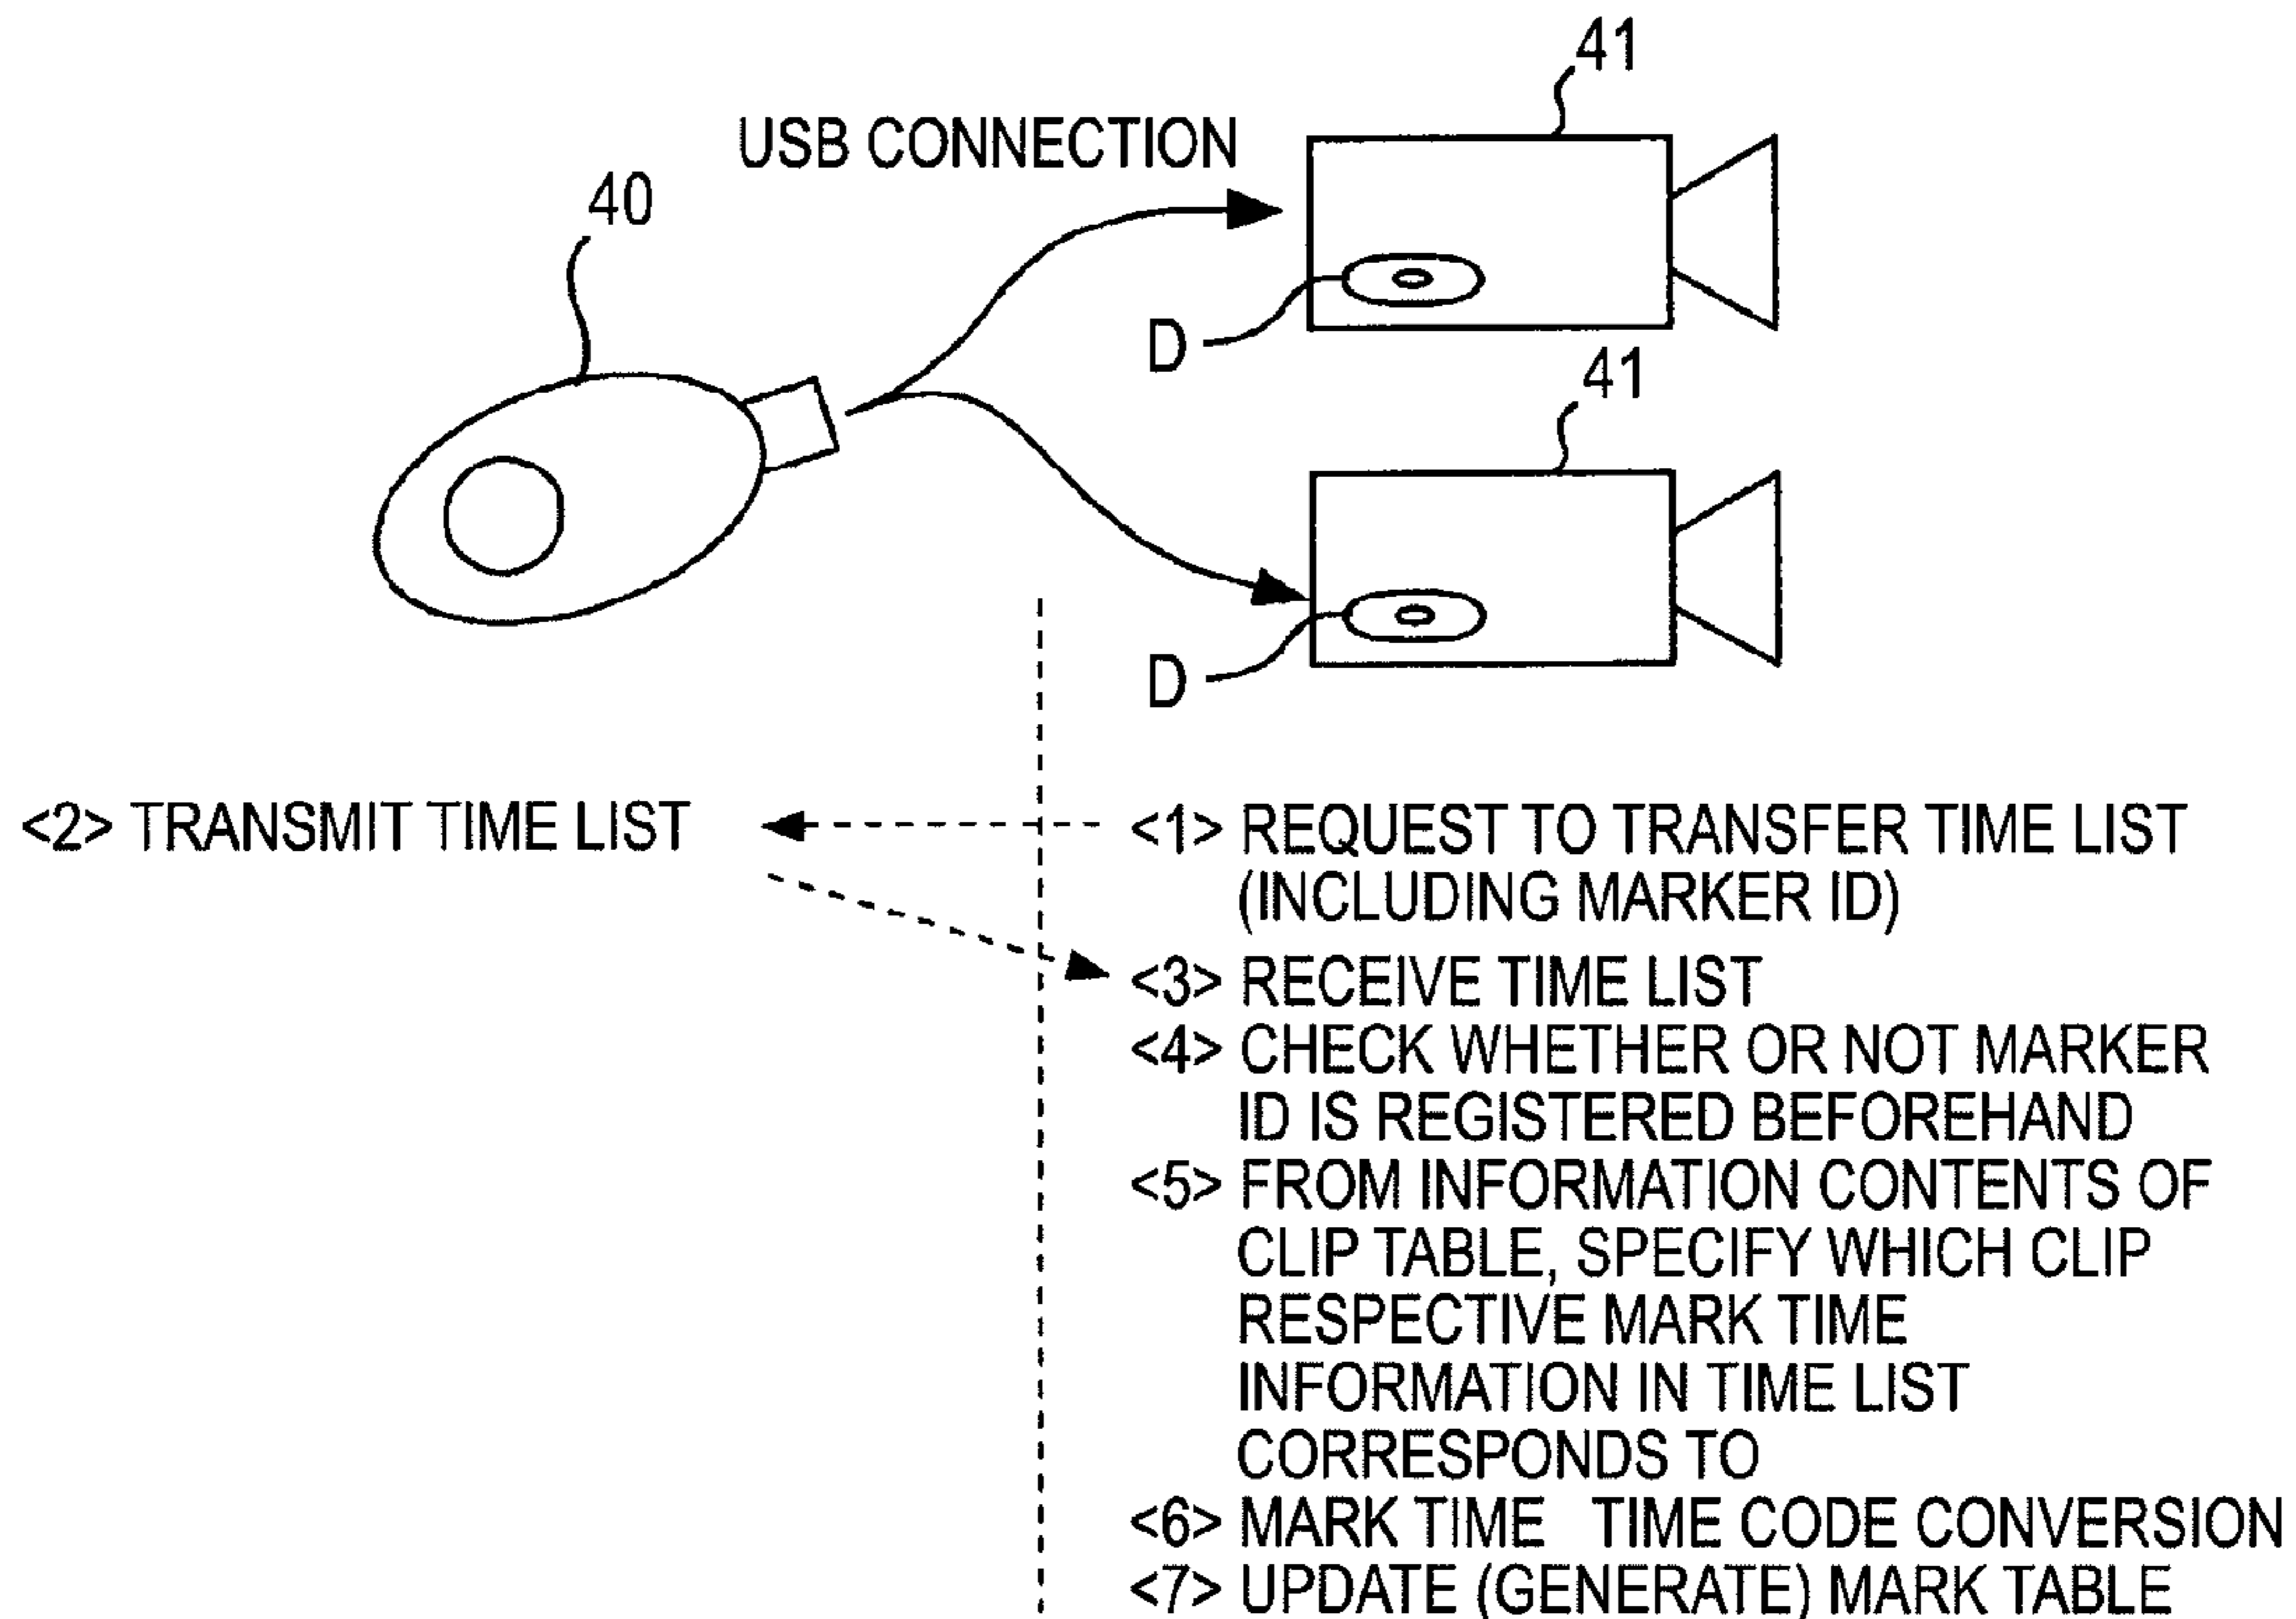 41
USB CONNECTION
40
D
41
D
<2> TRANSMIT TIME LIST
<1> REQUEST TO TRANSFER TIME LIST
(INCLUDING MARKER ID)
<3> RECEIVE TIME LIST
<4> CHECK WHETHER OR NOT MARKER
ID IS REGISTERED BEFOREHAND
<5> FROM INFORMATION CONTENTS OF
CLIP TABLE, SPECIFY WHICH CLIP
RESPECTIVE MARK TIME
INFORMATION IN TIME LIST
CORRESPONDS TO
<6> MARK TIME TIME CODE CONVERSION
<7> UPDATE (GENERATE) MARK TABLE